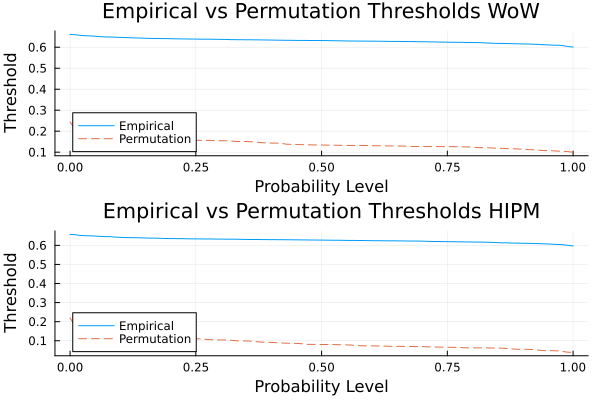 Empirical vs Permutation Thresholds WoW
Threshold
0.6
0.5
0.4
0.3
0.2
0.1
Empirical
Permutation
0.00
0.25
0.50
0.75
1.00
Probability Level
Empirical vs Permutation Thresholds HIPM
Threshold
0.6
0.5
0.4
0.3
0.2
0.1
Empirical
Permutation
0.00
0.25
0.50
0.75
1.00
Probability Level